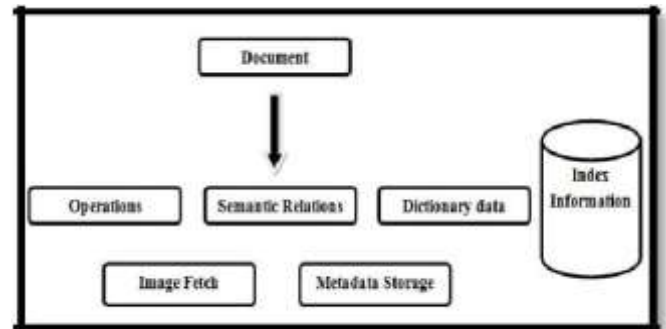 Document
Index
Information
Operations
Semantic Relations
Dictionary data
Image Fetch
Metadata Storage